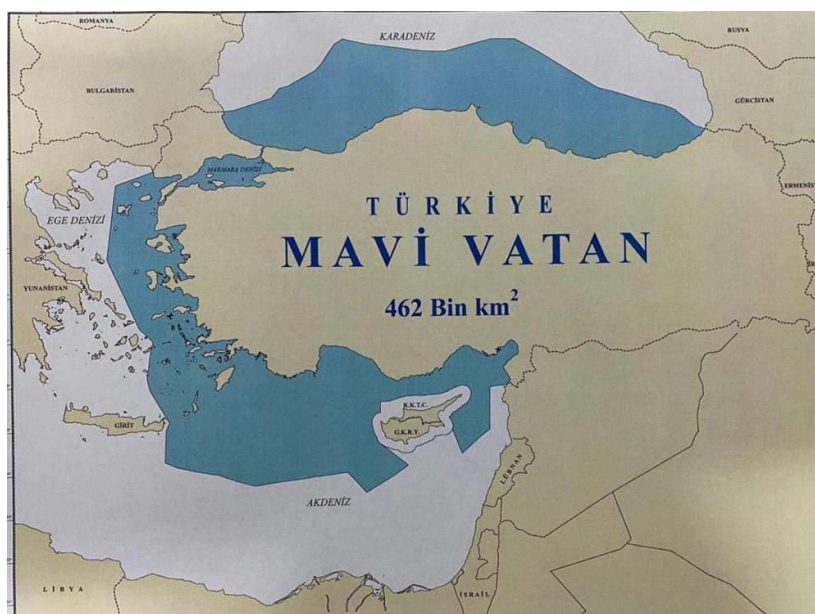 ROMANYA
KARADENİZ
RUSYA
BULGARİSTAN
GÜRCİSTAN
MARMARA DENİZİ
ERMENİST
EGE DENİZİ
TÜRKİYE
MAVİ VATAN
YUNANİSTAN
462 Bin km²
K.K.T.C.
GİRİT
G.K.R.Y.
LÜBNAN
AKDENİZ
LİBYA
İSRAİL